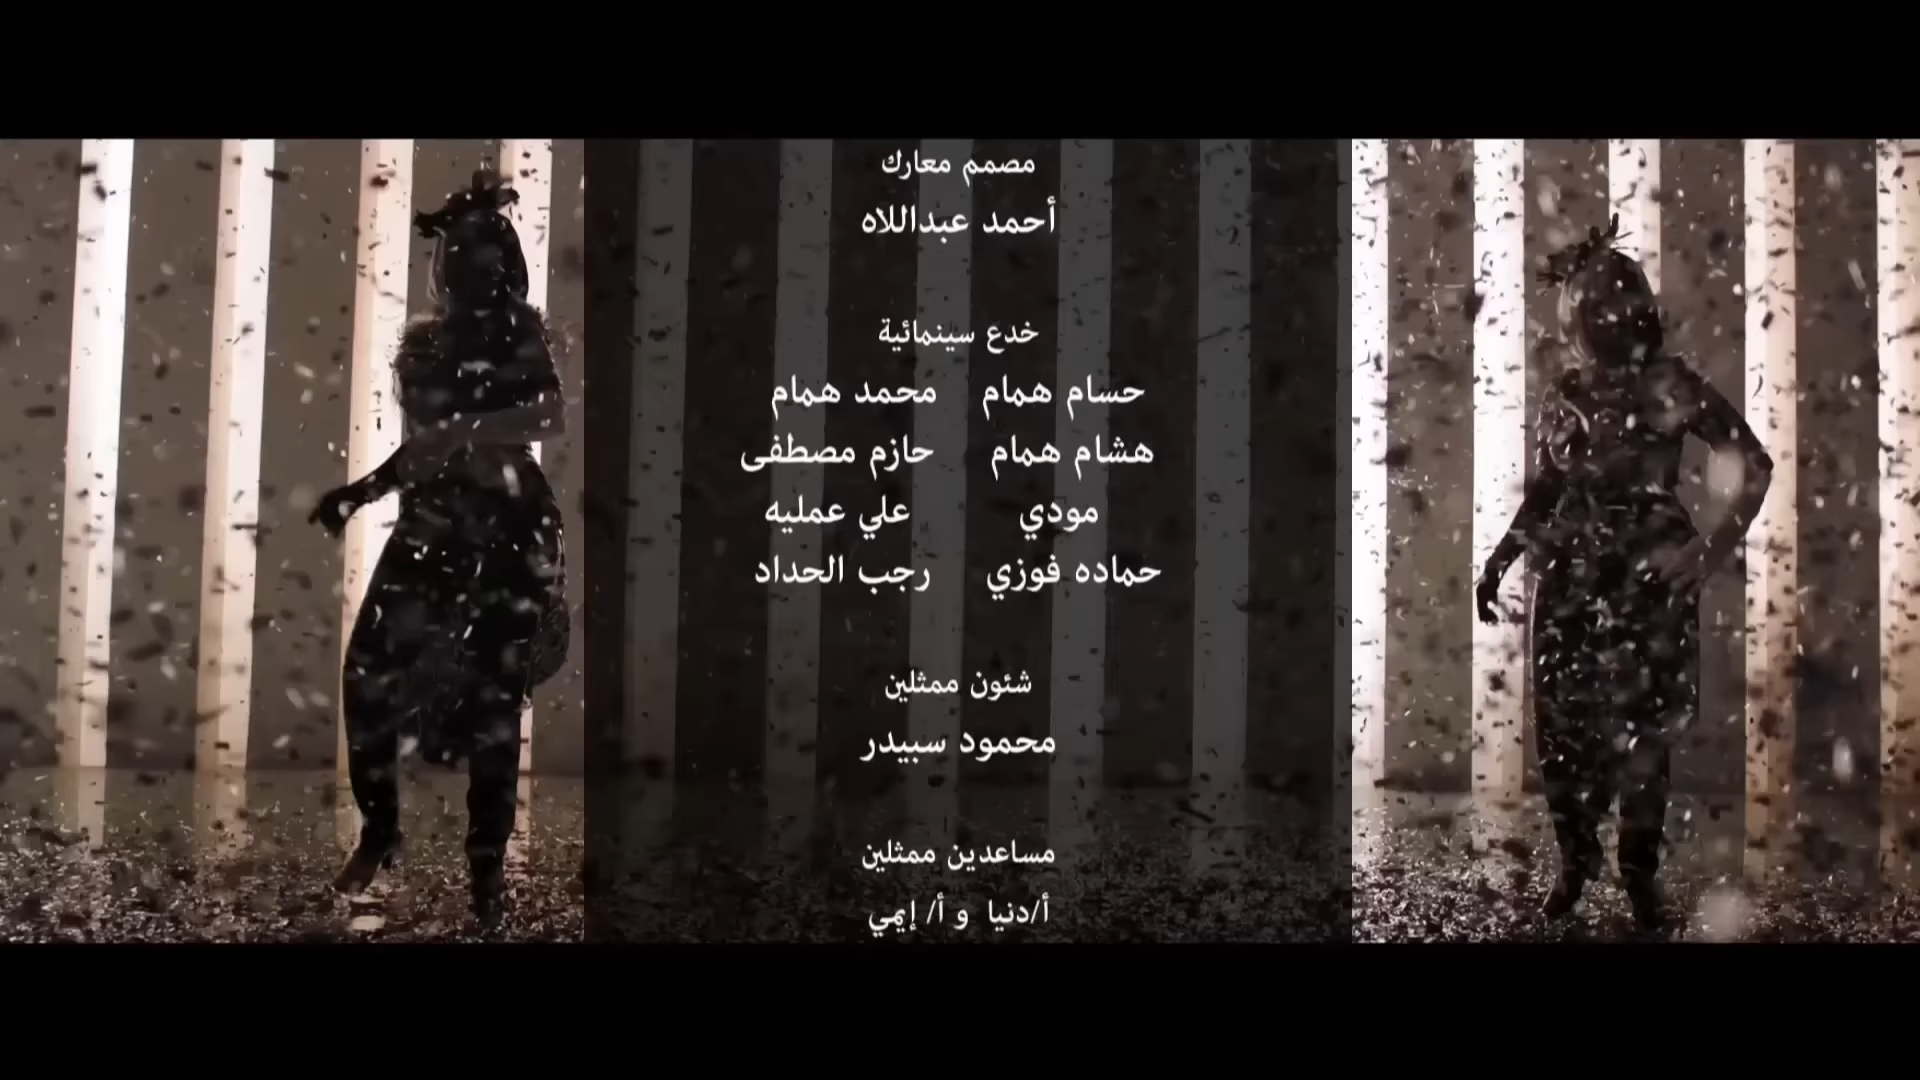 مصمم معارك
أحمد عبداللاه
خدع سينمائية
حسام همام محمد همام
هشام همام حازم مصطفى
مودي علي عمليه
حماده فوزي رجب الحداد
شئون ممثلين
محمود سبيدر
مساعدين ممثلين
أ/دنيا و أ/ إيمي